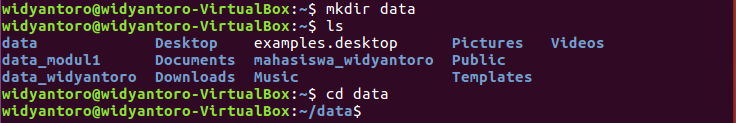 widyantoro@widyantoro-VirtualBox:~$ mkdir data
widyantoro@widyantoro-VirtualBox:~$ ls
data Desktop examples.desktop Pictures Videos
data_modul1 Documents mahasiswa_widyantoro Public
data_widyantoro Downloads Music Templates
widyantoro@widyantoro-VirtualBox:~$ cd data
widyantoro@widyantoro-VirtualBox:~/data$